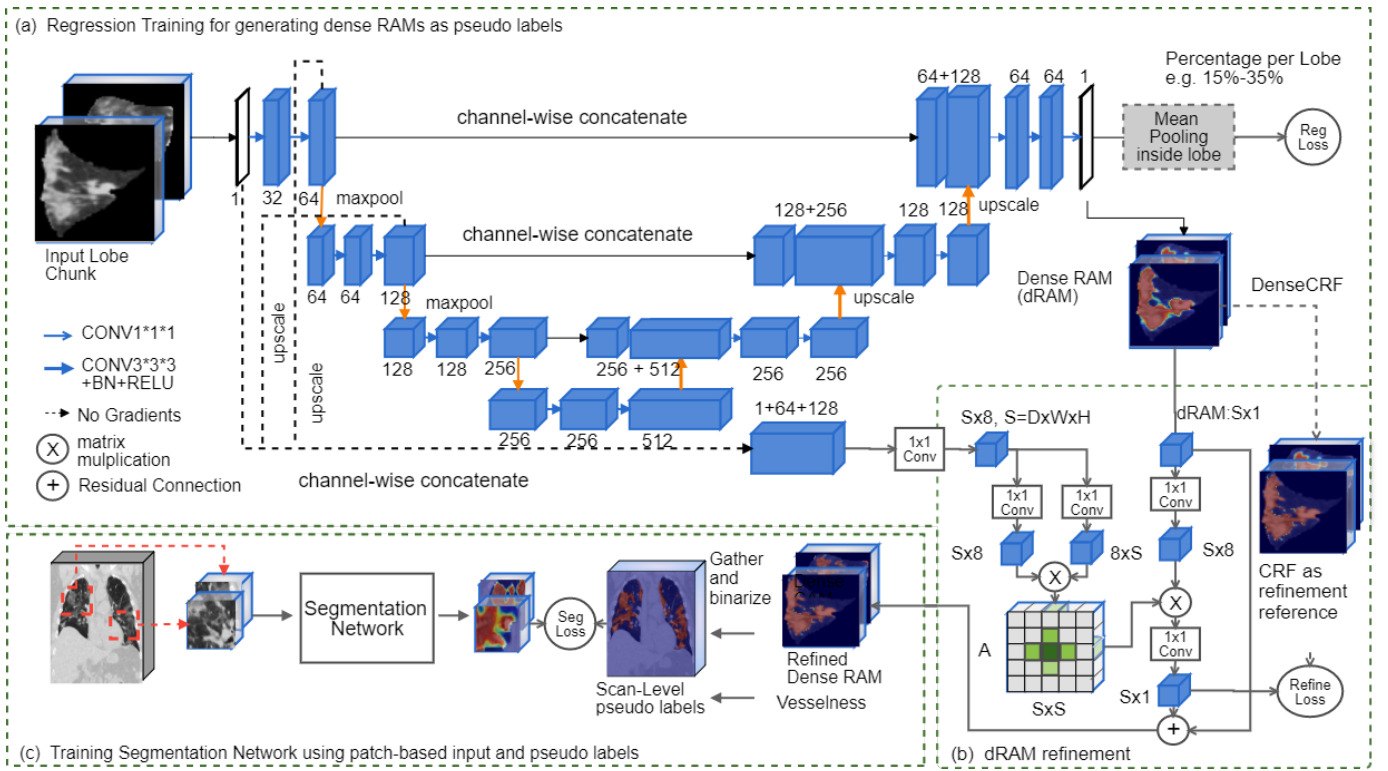 (a) Regression Training for generating dense RAMs as pseudo labels
Percentage per Lobe
e.g. 15%-35%
64+128
64
64
1
channel-wise concatenate
Mean
Pooling
inside lobe
Reg
Loss
1
32
64
maxpool
128+256
128
128
upscale
Input Lobe
Chunk
channel-wise concatenate
Dense RAM
(dRAM)
DenseCRF
64
64
128
maxpool
upscale
CONV1*1*1
CONV3*3*3
+BN+RELU
No Gradients
X
matrix
mulplication
+
Residual Connection
upscale
upscale
128
128
256
256 + 512
256
256
256
256
512
1+64+128
channel-wise concatenate
1x1
Conv
Sx8, S=DxWxH
dRAM:Sx1
1x1
Conv
1x1
Conv
1x1
Conv
Sx8
8xS
Sx8
X
X
CRF as
refinement
reference
A
SxS
1x1
Conv
Sx1
Refine
Loss
+
(b) dRAM refinement
Segmentation
Network
Seg
Loss
Gather
and
binarize
Refined
Dense RAM
Scan-Level
pseudo labels
Vesselness
(c) Training Segmentation Network using patch-based input and pseudo labels